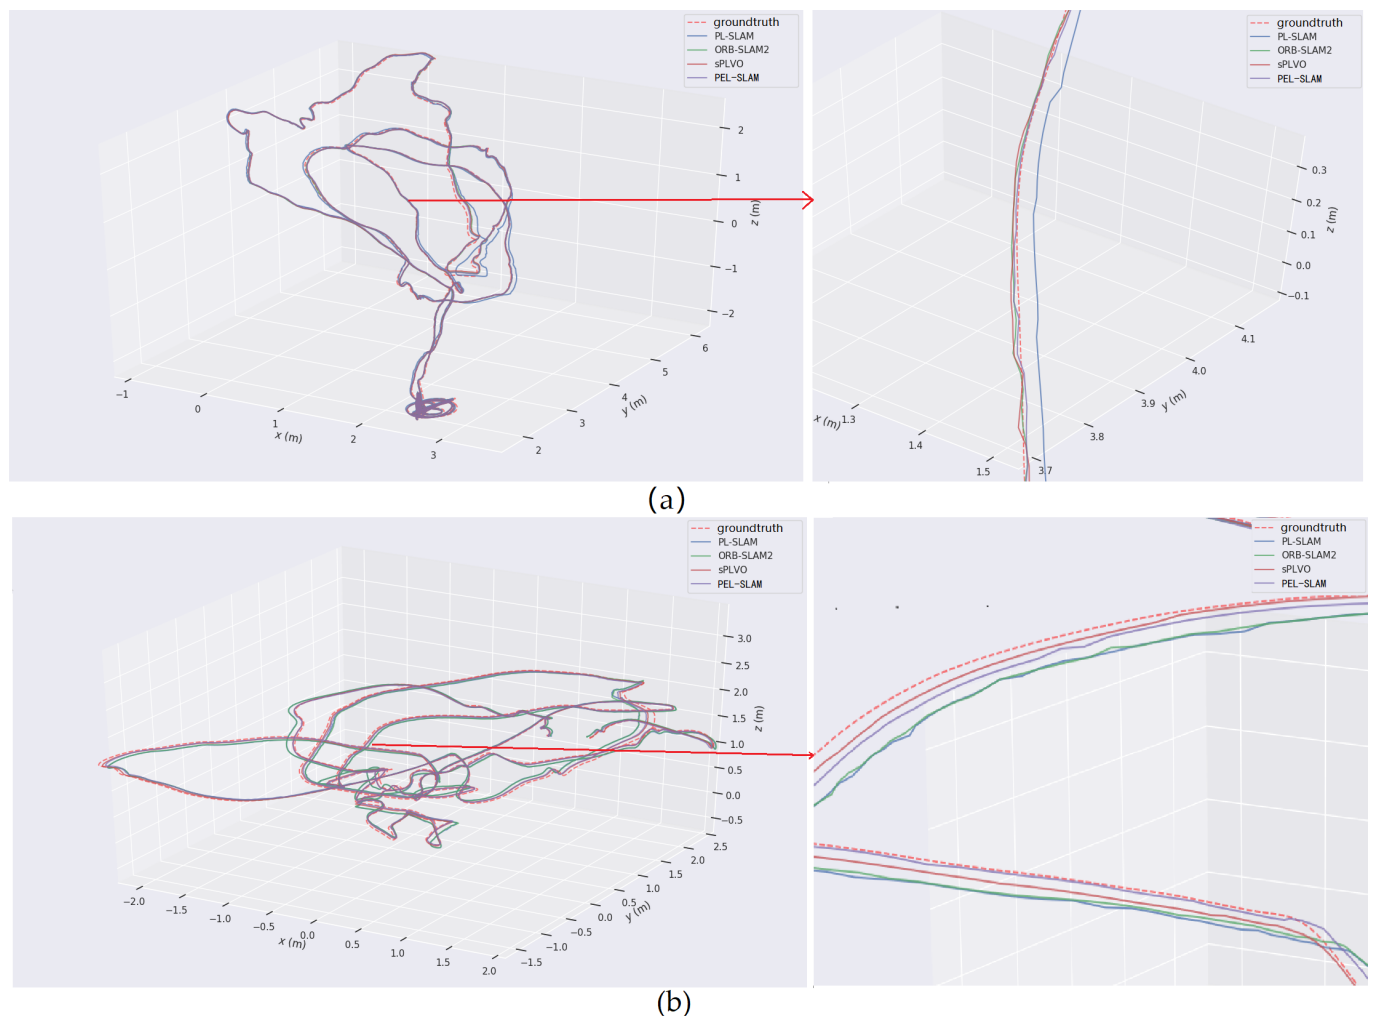 groundtruth
PL-SLAM
ORB-SLAM2
sPLVO
PEL-SLAM
2
1
0
−1
−2
z (m)
6
5
4
3
2
y (m)
−1
0
1
2
3
x (m)
groundtruth
PL-SLAM
ORB-SLAM2
sPLVO
PEL-SLAM
0.3
0.2
0.1
0.0
−0.1
z (m)
4.1
4.0
3.9
3.8
3.7
y (m)
x (m)
1.3
1.4
1.5
(a)
groundtruth
PL-SLAM
ORB-SLAM2
sPLVO
PEL-SLAM
3.0
2.5
2.0
1.5
1.0
0.5
0.0
−0.5
z (m)
2.5
2.0
1.5
1.0
0.5
0.0
−0.5
−1.0
−1.5
y (m)
−2.0
−1.5
−1.0
−0.5
0.0
0.5
1.0
1.5
2.0
x (m)
groundtruth
PL-SLAM
ORB-SLAM2
sPLVO
PEL-SLAM
(b)